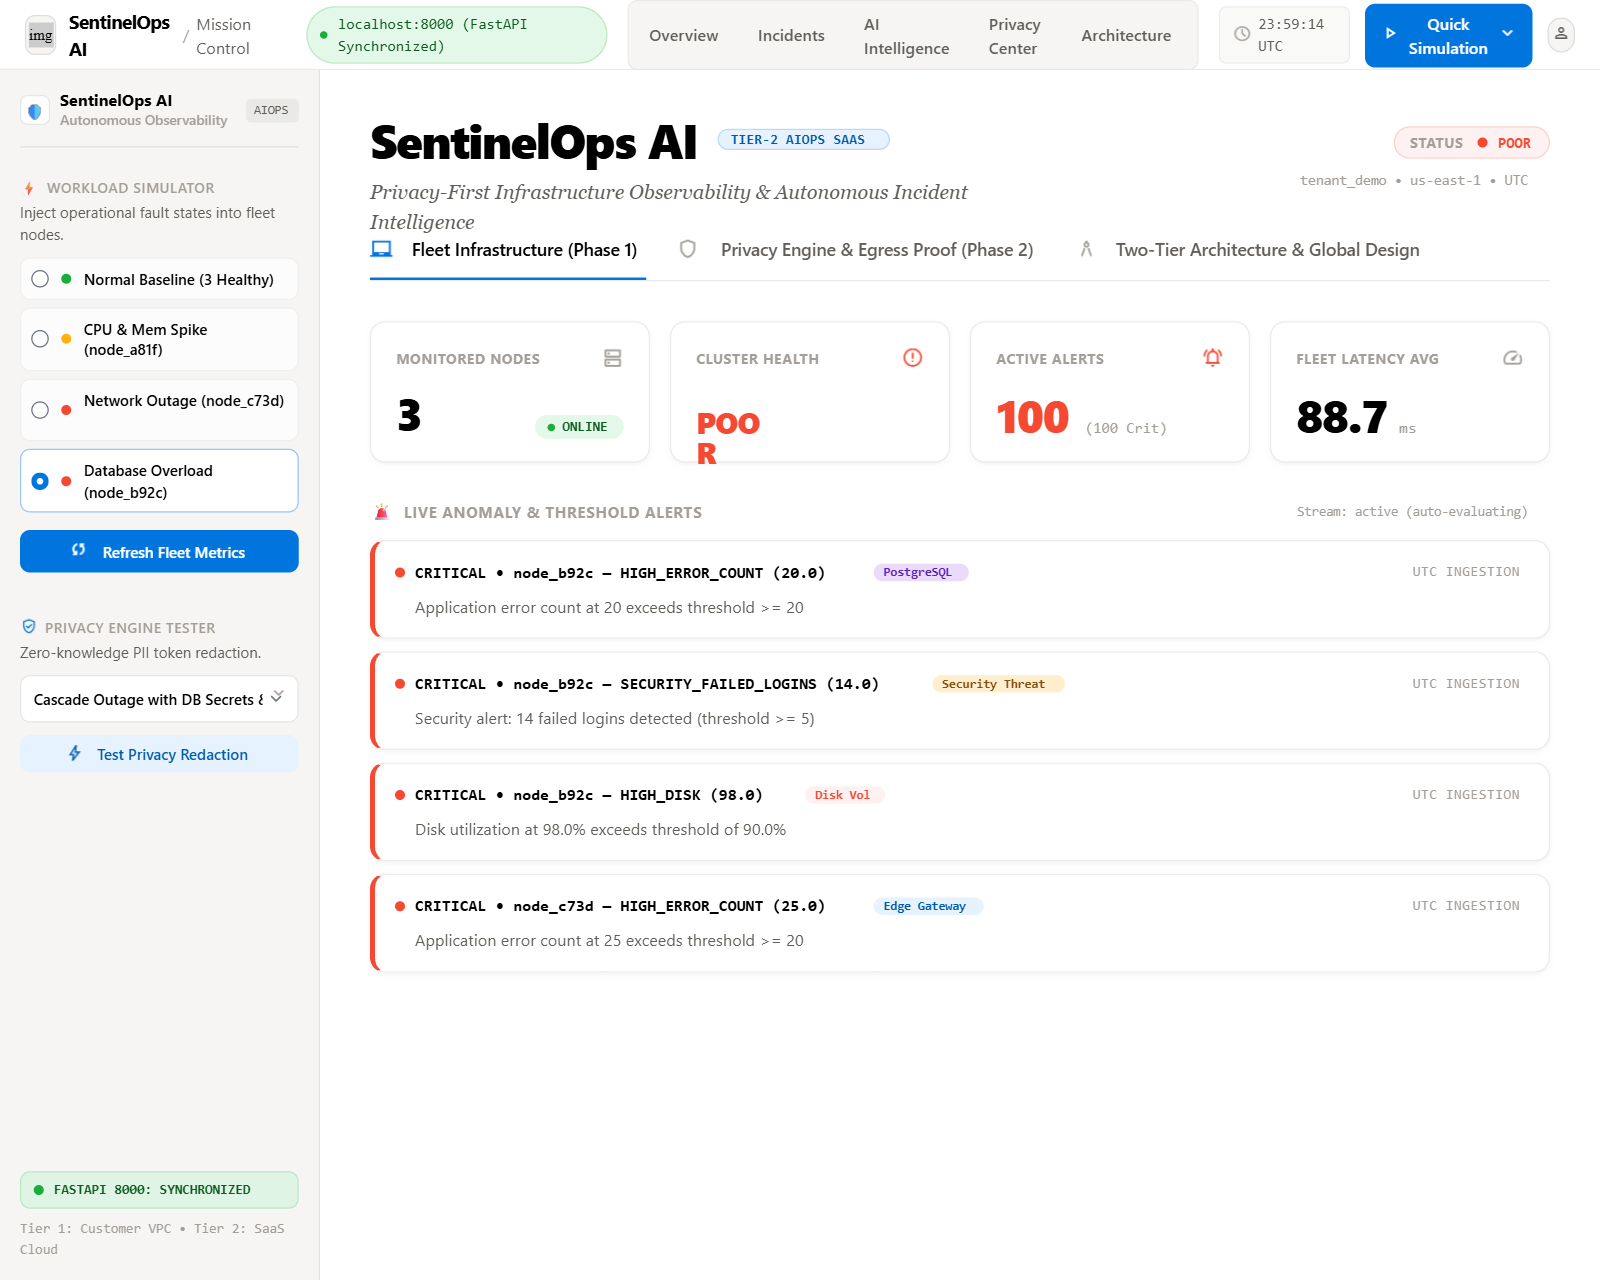 img
SentinelOps
AI
/
Mission
Control
localhost:8000 (FastAPI
Synchronized)
Overview
Incidents
AI
Intelligence
Privacy
Center
Architecture
23:59:14
UTC
Quick
Simulation
SentinelOps AI
Autonomous Observability
AIOPS
WORKLOAD SIMULATOR
Inject operational fault states into fleet
nodes.
Normal Baseline (3 Healthy)
CPU & Mem Spike
(node_a81f)
Network Outage (node_c73d)
Database Overload
(node_b92c)
Refresh Fleet Metrics
PRIVACY ENGINE TESTER
Zero-knowledge PII token redaction.
Cascade Outage with DB Secrets &
Test Privacy Redaction
FASTAPI 8000: SYNCHRONIZED
Tier 1: Customer VPC • Tier 2: SaaS
Cloud
SentinelOps AI
TIER-2 AIOPS SAAS
STATUS ● POOR
tenant_demo • us-east-1 • UTC
Privacy-First Infrastructure Observability & Autonomous Incident
Intelligence
Fleet Infrastructure (Phase 1)
Privacy Engine & Egress Proof (Phase 2)
Two-Tier Architecture & Global Design
MONITORED NODES
3
ONLINE
CLUSTER HEALTH
POO
R
ACTIVE ALERTS
100 (100 Crit)
FLEET LATENCY AVG
88.7 ms
LIVE ANOMALY & THRESHOLD ALERTS
Stream: active (auto-evaluating)
CRITICAL • node_b92c — HIGH_ERROR_COUNT (20.0)
PostgreSQL
UTC INGESTION
Application error count at 20 exceeds threshold >= 20
CRITICAL • node_b92c — SECURITY_FAILED_LOGINS (14.0)
Security Threat
UTC INGESTION
Security alert: 14 failed logins detected (threshold >= 5)
CRITICAL • node_b92c — HIGH_DISK (98.0)
Disk Vol
UTC INGESTION
Disk utilization at 98.0% exceeds threshold of 90.0%
CRITICAL • node_c73d — HIGH_ERROR_COUNT (25.0)
Edge Gateway
UTC INGESTION
Application error count at 25 exceeds threshold >= 20